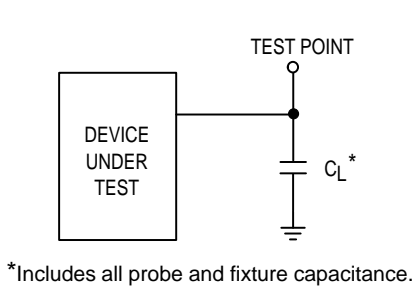 TEST POINT
DEVICE
UNDER
TEST
CL*
*Includes all probe and fixture capacitance.